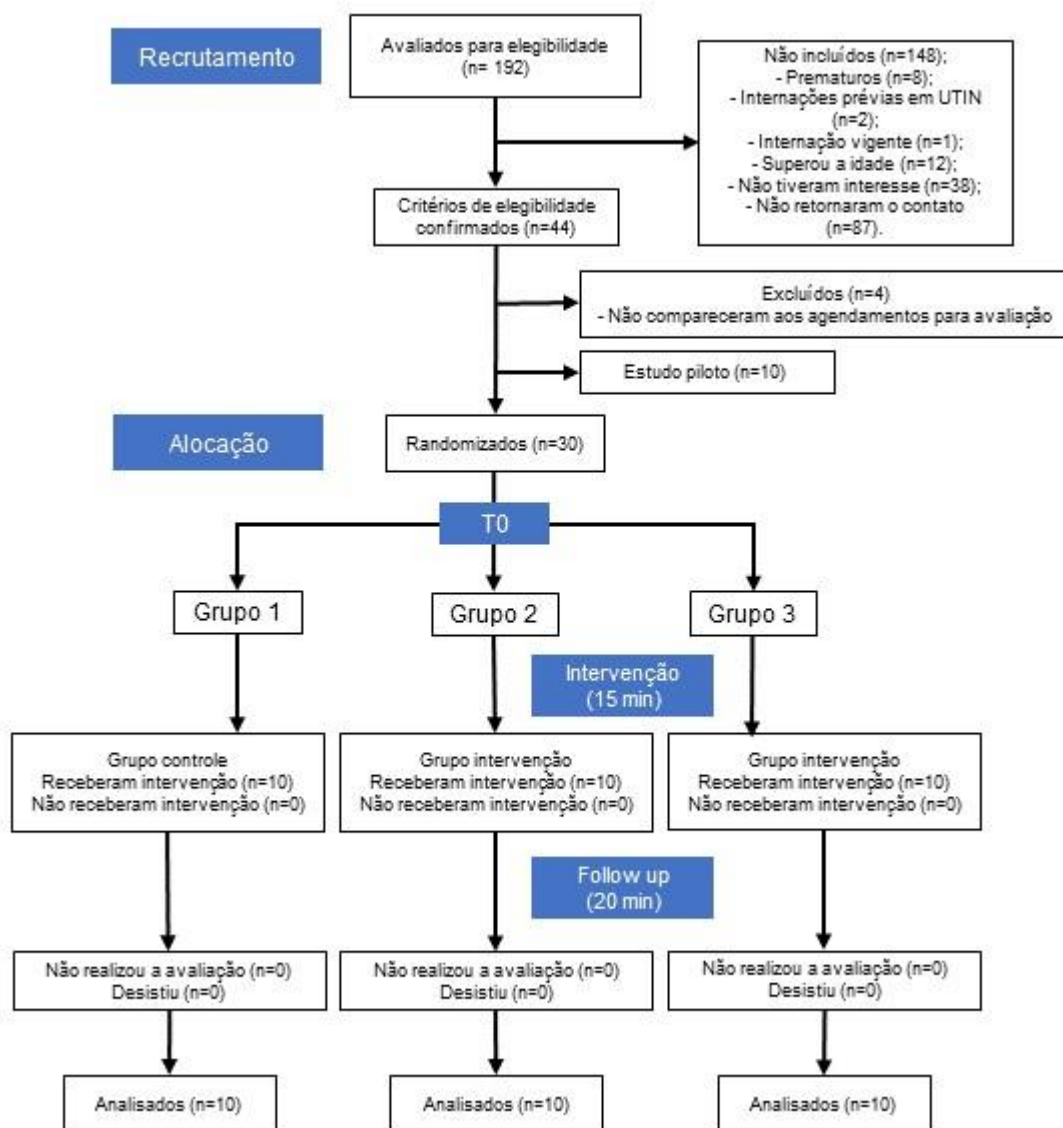 Recrutamento
Avaliados para elegibilidade
(n= 192)
Não incluídos (n=148);
- Prematuros (n=8);
- Internações prévias em UTIN
(n=2);
- Internação vigente (n=1);
- Superou a idade (n=12);
- Não tiveram interesse (n=38);
- Não retornaram o contato
(n=87).
Critérios de elegibilidade
confirmados (n=44)
Excluídos (n=4)
- Não compareceram aos agendamentos para avaliação
Estudo piloto (n=10)
Alocação
Randomizados (n=30)
T0
Grupo 1
Grupo 2
Grupo 3
Intervenção
(15 min)
Grupo controle
Receberam intervenção (n=10)
Não receberam intervenção (n=0)
Grupo intervenção
Receberam intervenção (n=10)
Não receberam intervenção (n=0)
Grupo intervenção
Receberam intervenção (n=10)
Não receberam intervenção (n=0)
Follow up
(20 min)
Não realizou a avaliação (n=0)
Desistiu (n=0)
Não realizou a avaliação (n=0)
Desistiu (n=0)
Não realizou a avaliação (n=0)
Desistiu (n=0)
Analisados (n=10)
Analisados (n=10)
Analisados (n=10)